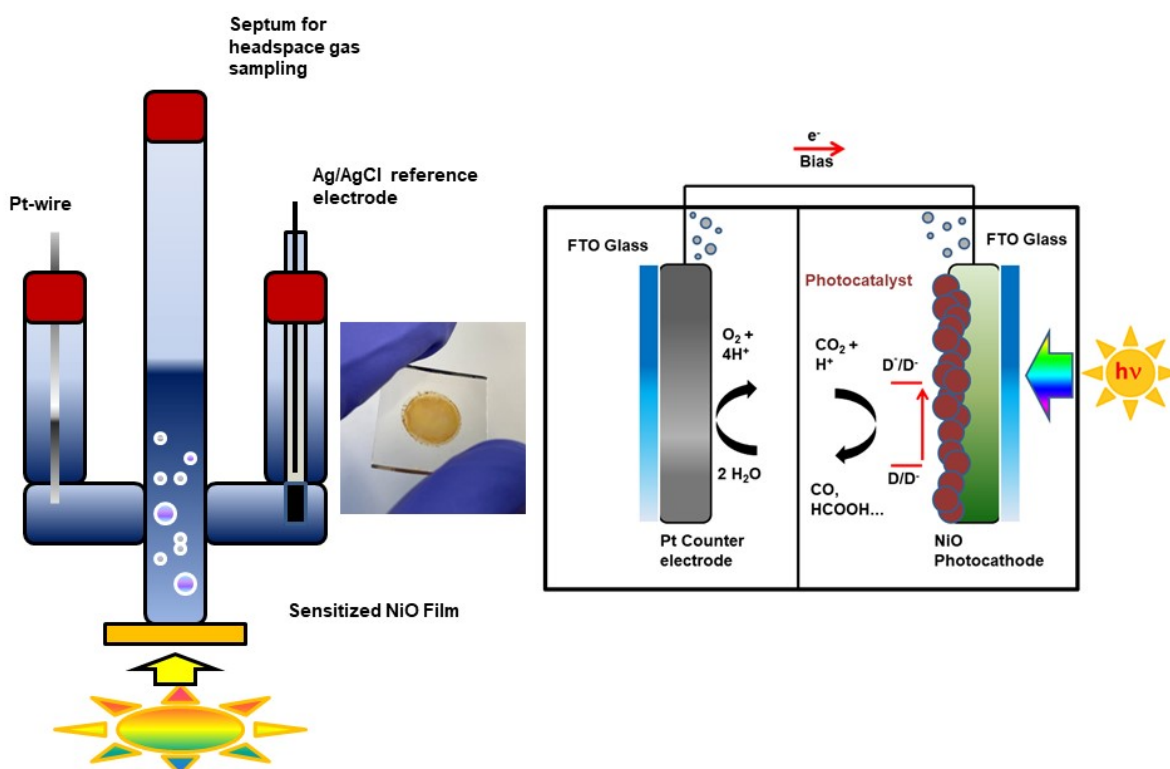 Septum for
headspace gas
sampling
Pt-wire
Ag/AgCl reference
electrode
Sensitized NiO Film
e-
Bias
FTO Glass
FTO Glass
Photocatalyst
O2 +
4H+
2 H2O
CO2 +
H+
CO,
HCOOH...
D*/D-
D/D-
hν
Pt Counter
electrode
NiO
Photocathode